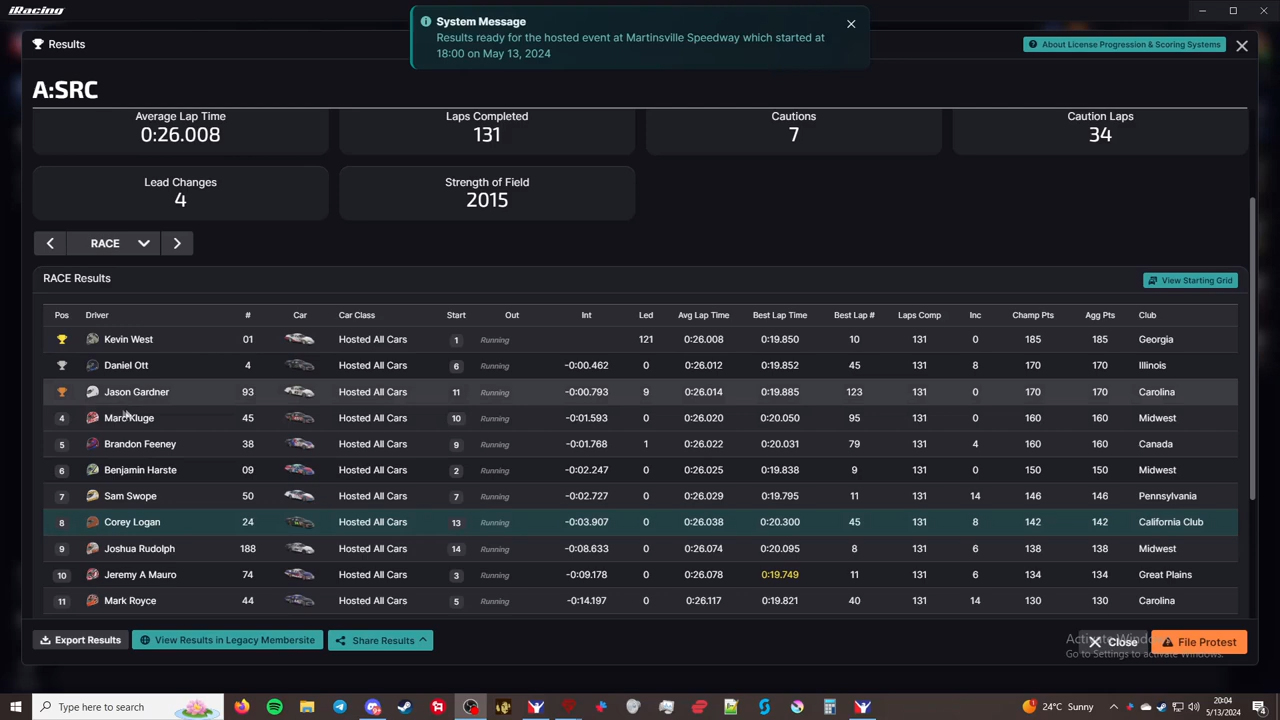 iRacing
System Message
Results ready for the hosted event at Martinsville Speedway which started at
18:00 on May 13, 2024
Results
About License Progression & Scoring Systems
A:SRC
Average Lap Time
0:26.008
Laps Completed
131
Cautions
7
Caution Laps
34
Lead Changes
4
Strength of Field
2015
RACE
RACE Results
View Starting Grid
Pos Driver # Car Car Class Start Out Int Led Avg Lap Time Best Lap Time Best Lap # Laps Comp Inc Champ Pts Agg Pts Club
Kevin West 01 Hosted All Cars 1 Running 121 0:26.008 0:19.850 10 131 0 185 185 Georgia
Daniel Ott 4 Hosted All Cars 6 Running -0:00.462 0 0:26.012 0:19.852 45 131 8 170 170 Illinois
Jason Gardner 93 Hosted All Cars 11 Running -0:00.793 9 0:26.014 0:19.885 123 131 0 170 170 Carolina
4 Marc Kluge 45 Hosted All Cars 10 Running -0:01.593 0 0:26.020 0:20.050 95 131 0 160 160 Midwest
5 Brandon Feeney 38 Hosted All Cars 9 Running -0:01.768 1 0:26.022 0:20.031 79 131 4 160 160 Canada
6 Benjamin Harste 09 Hosted All Cars 2 Running -0:02.247 0 0:26.025 0:19.838 9 131 0 150 150 Midwest
7 Sam Swope 50 Hosted All Cars 7 Running -0:02.727 0 0:26.029 0:19.795 11 131 14 146 146 Pennsylvania
8 Corey Logan 24 Hosted All Cars 13 Running -0:03.907 0 0:26.038 0:20.300 45 131 8 142 142 California Club
9 Joshua Rudolph 188 Hosted All Cars 14 Running -0:08.633 0 0:26.074 0:20.095 8 131 6 138 138 Midwest
10 Jeremy A Mauro 74 Hosted All Cars 3 Running -0:09.178 0 0:26.078 0:19.749 11 131 6 134 134 Great Plains
11 Mark Royce 44 Hosted All Cars 5 Running -0:14.197 0 0:26.117 0:19.821 40 131 14 130 130 Carolina
Export Results
View Results in Legacy Membersite
Share Results
Close
File Protest
Activate Windows
Go to Settings to activate Windows.
Type here to search
24°C Sunny
20:04
5/13/2024